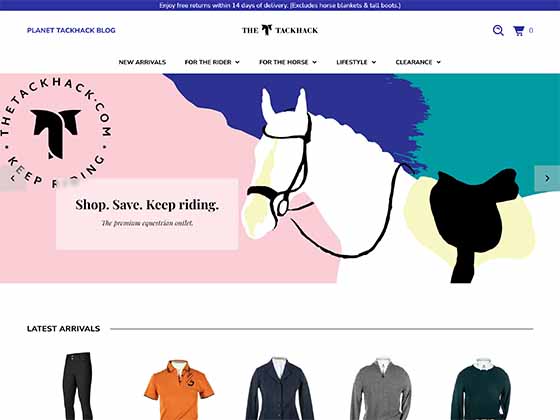 Enjoy free returns within 14 days of delivery. (Excludes horse blankets & tall boots.)
PLANET TACKHACK BLOG
THE TACKHACK
0
NEW ARRIVALS
FOR THE RIDER
FOR THE HORSE
LIFESTYLE
CLEARANCE
THETACKHACK.COM
• KEEP RIDING •
Shop. Save. Keep riding.
The premium equestrian outlet.
LATEST ARRIVALS